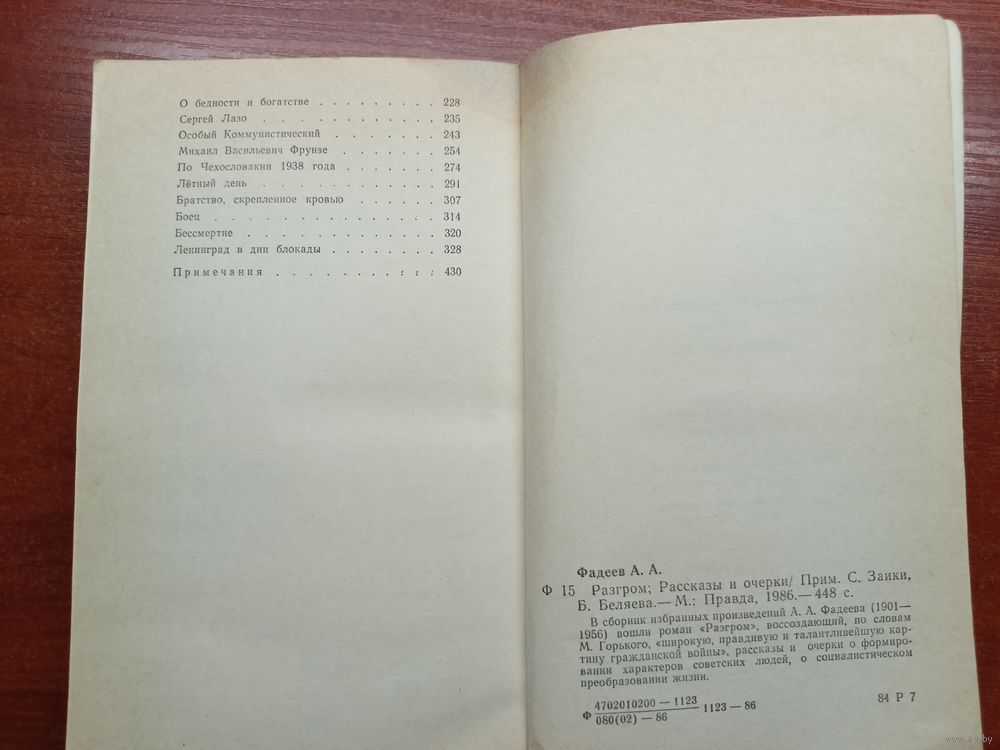 О бедности и богатстве . . . . . . . . . 228
Сергей Лазо . . . . . . . . . . . . 235
Особый Коммунистический . . . . . . . 243
Михаил Васильевич Фрунзе . . . . . . . 254
По Чехословакии 1938 года . . . . . . . 274
Лётный день . . . . . . . . . . . . 291
Братство, скрепленное кровью . . . . . . 307
Боец . . . . . . . . . . . . . . . 314
Бессмертие . . . . . . . . . . . . . 320
Ленинград в дни блокады . . . . . . . . 328
Примечания . . . . . . . . : : : 430
Фадеев А. А.
Ф 15 Разгром; Рассказы и очерки/ Прим. С. Заики,
Б. Беляева.— М.: Правда, 1986.— 448 с.
В сборник избранных произведений А. А. Фадеева (1901—
1956) вошли роман «Разгром», воссоздающий, по словам
М. Горького, «широкую, правдивую и талантливейшую кар-
тину гражданской войны», рассказы и очерки о формиро-
вании характеров советских людей, о социалистическом
преобразовании жизни.
Ф 4702010200 — 1123
080(02) — 86
1123 — 86
84 Р 7
www.ay.by